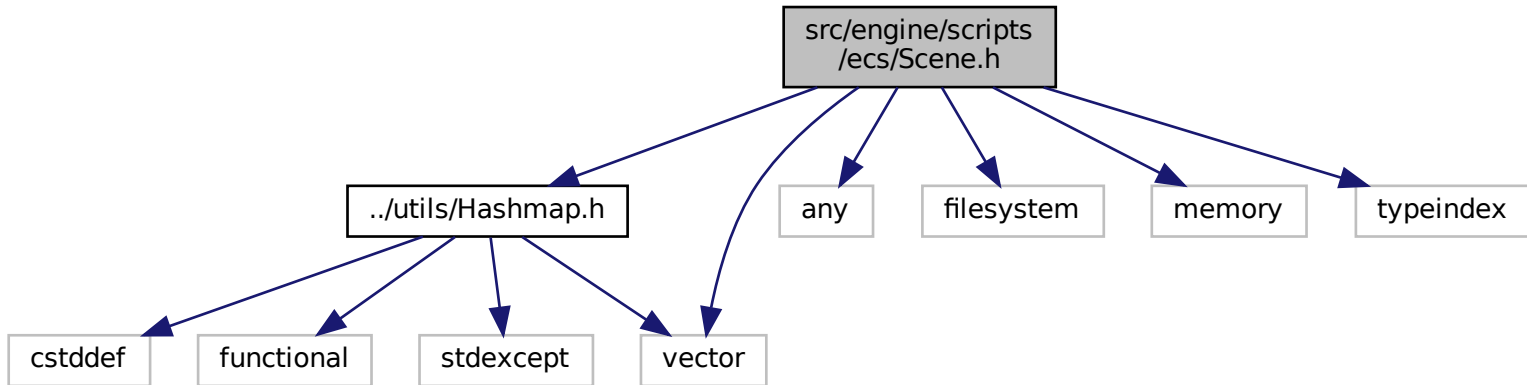 src/engine/scripts
/ecs/Scene.h
../utils/Hashmap.h
any
filesystem
memory
typeindex
cstddef
functional
stdexcept
vector